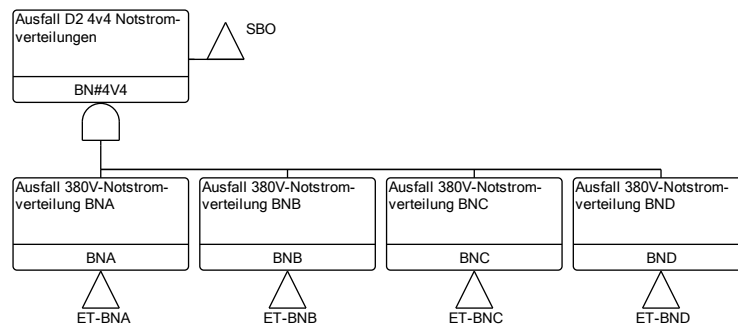 Ausfall D2 4v4 Notstrom-
verteilungen
SBO
BN#4V4
Ausfall 380V-Notstrom-
verteilung BNA
Ausfall 380V-Notstrom-
verteilung BNB
Ausfall 380V-Notstrom-
verteilung BNC
Ausfall 380V-Notstrom-
verteilung BND
BNA
BNB
BNC
BND
ET-BNA
ET-BNB
ET-BNC
ET-BND